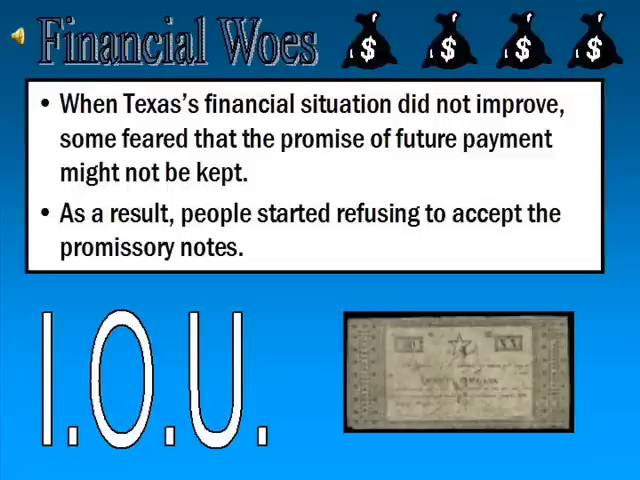 Financial Woes
$ $ $ $
• When Texas's financial situation did not improve,
some feared that the promise of future payment
might not be kept.
• As a result, people started refusing to accept the
promissory notes.
I.O.U.
XX